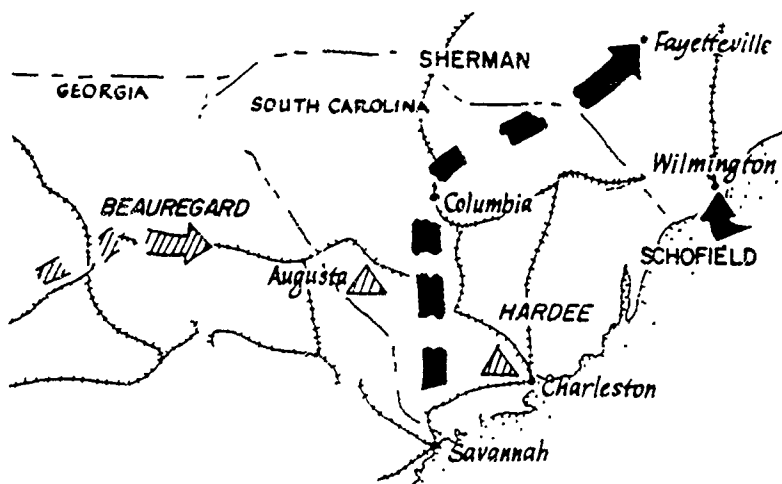 Fayetteville
SHERMAN
GEORGIA
SOUTH CAROLINA
Wilmington
BEAUREGARD
Columbia
SCHOFIELD
Augusta
HARDEE
Charleston
Savannah